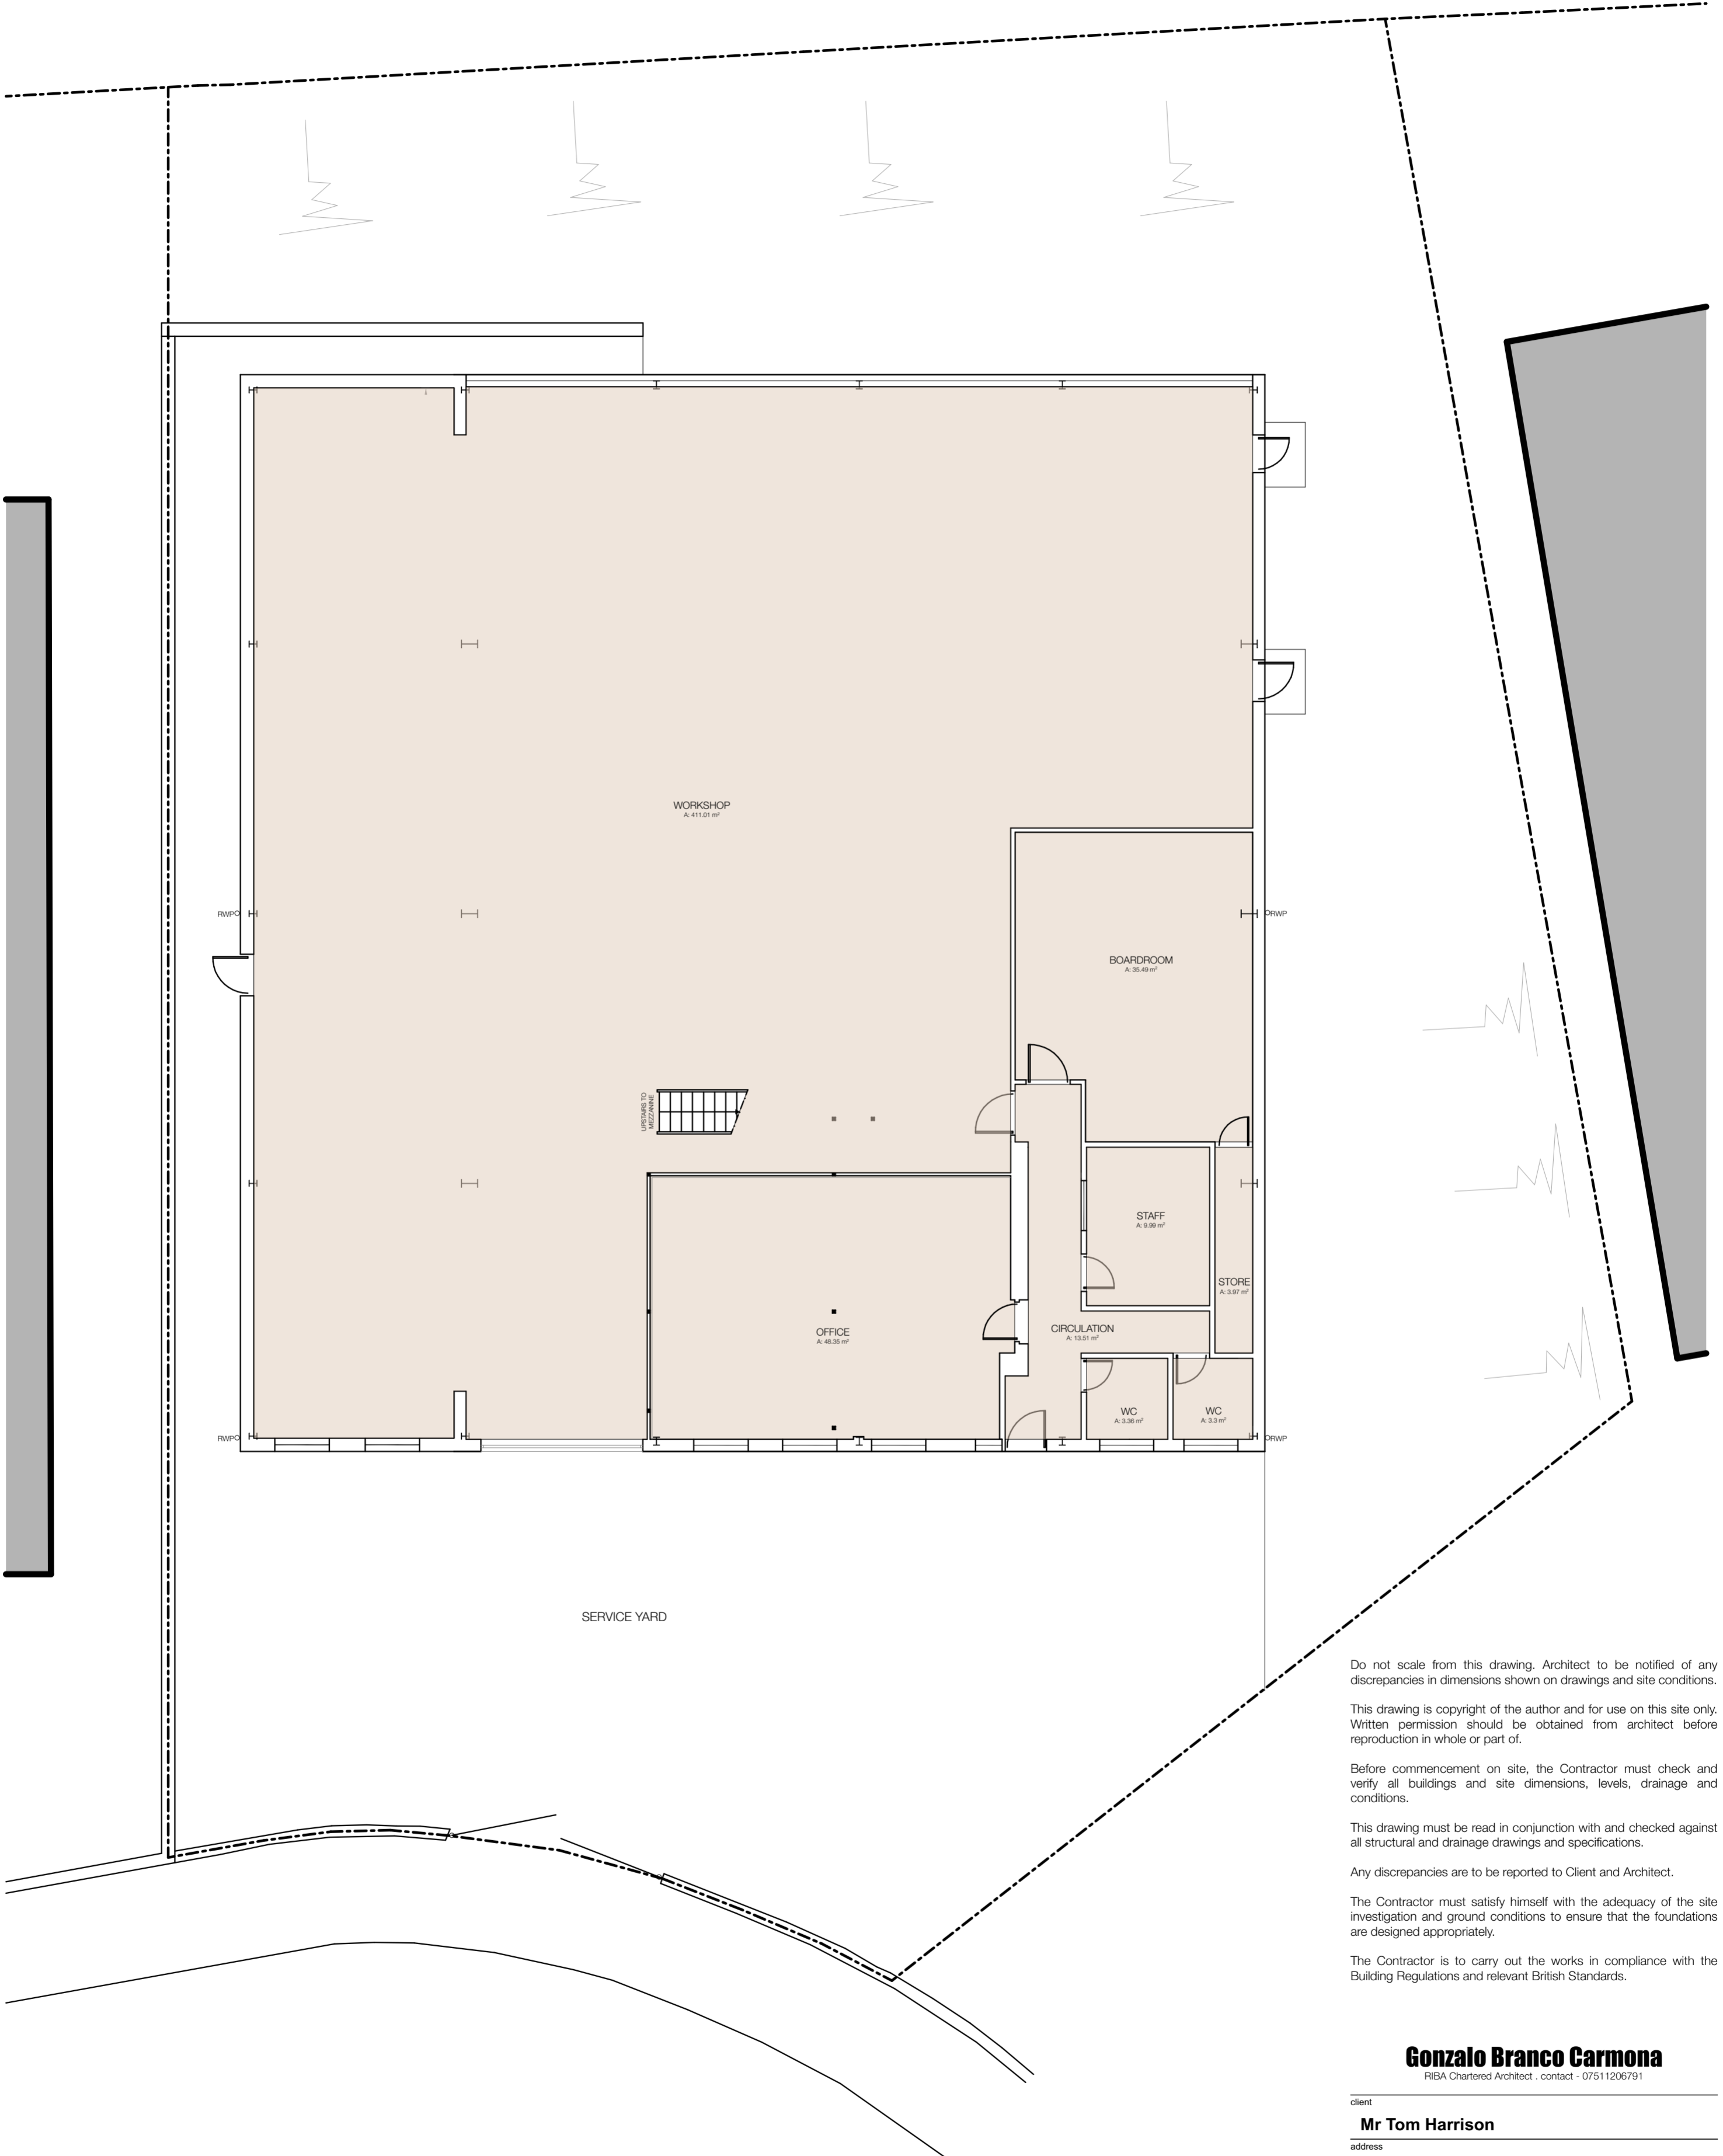 WORKSHOP
A: 411.01 m²
RWP
RWP
BOARDROOM
A: 35.49 m²
UPSTAIRS TO
MEZZANINE
STAFF
A: 9.99 m²
STORE
A: 3.97 m²
OFFICE
A: 48.35 m²
CIRCULATION
A: 13.51 m²
WC
A: 3.36 m²
WC
A: 3.3 m²
RWP
RWP
SERVICE YARD
Do not scale from this drawing. Architect to be notified of any
discrepancies in dimensions shown on drawings and site conditions.
This drawing is copyright of the author and for use on this site only.
Written permission should be obtained from architect before
reproduction in whole or part of.
Before commencement on site, the Contractor must check and
verify all buildings and site dimensions, levels, drainage and
conditions.
This drawing must be read in conjunction with and checked against
all structural and drainage drawings and specifications.
Any discrepancies are to be reported to Client and Architect.
The Contractor must satisfy himself with the adequacy of the site
investigation and ground conditions to ensure that the foundations
are designed appropriately.
The Contractor is to carry out the works in compliance with the
Building Regulations and relevant British Standards.
Gonzalo Branco Carmona
RIBA Chartered Architect . contact - 07511206791
client
Mr Tom Harrison
address